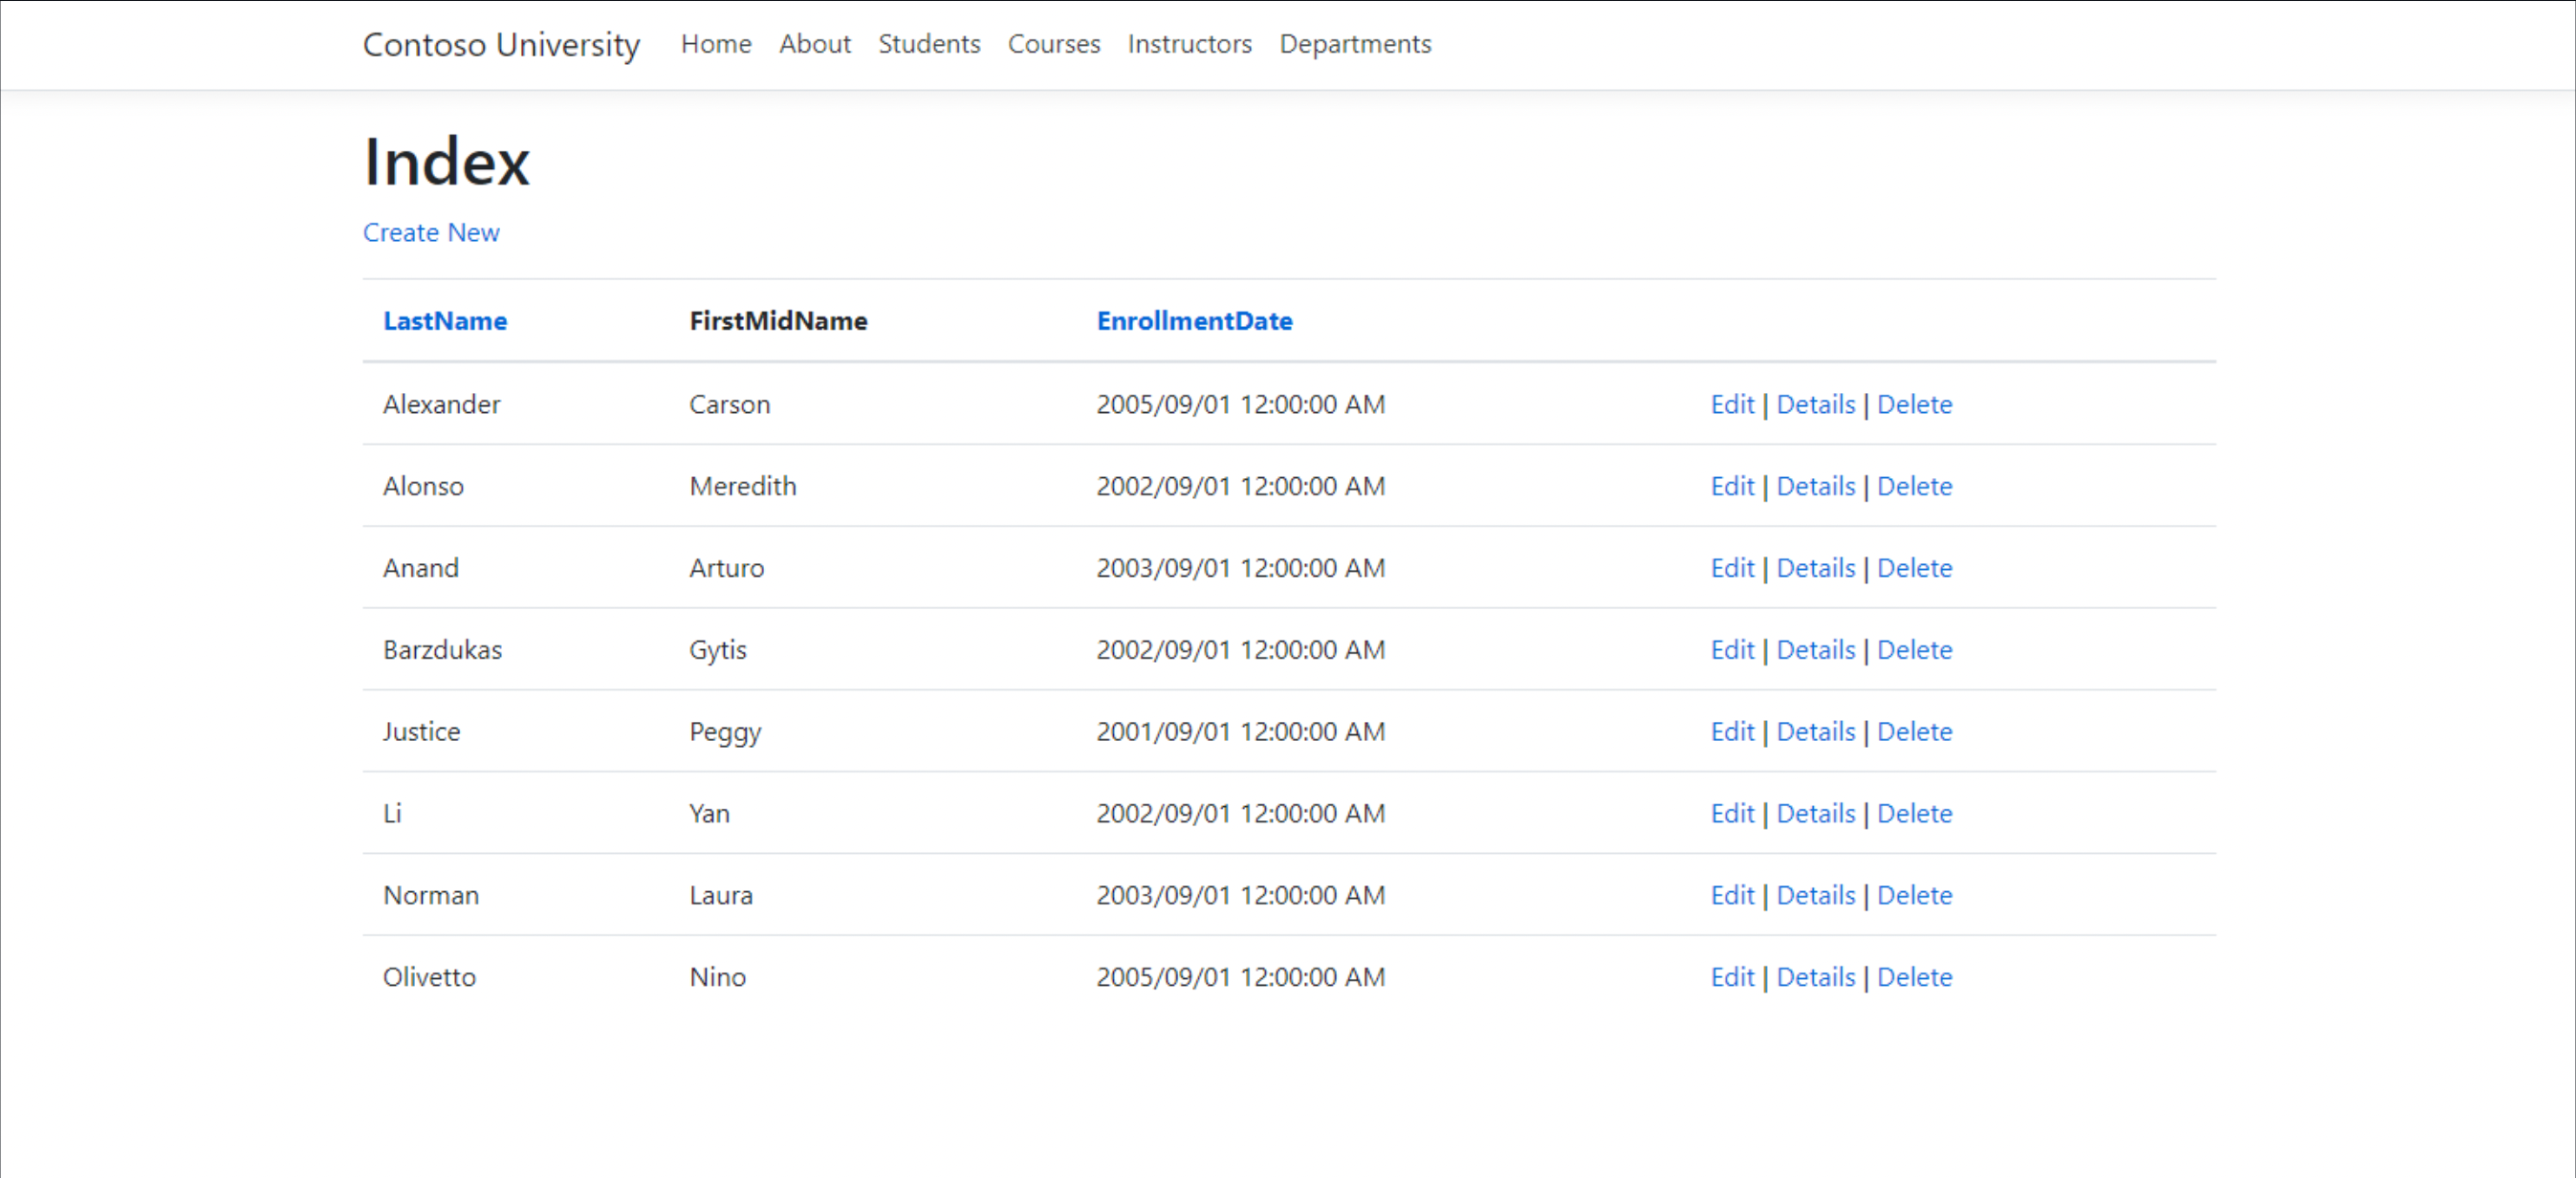 Contoso University Home About Students Courses Instructors Departments
Index
Create New
LastName FirstMidName EnrollmentDate
Alexander Carson 2005/09/01 12:00:00 AM Edit | Details | Delete
Alonso Meredith 2002/09/01 12:00:00 AM Edit | Details | Delete
Anand Arturo 2003/09/01 12:00:00 AM Edit | Details | Delete
Barzdukas Gytis 2002/09/01 12:00:00 AM Edit | Details | Delete
Justice Peggy 2001/09/01 12:00:00 AM Edit | Details | Delete
Li Yan 2002/09/01 12:00:00 AM Edit | Details | Delete
Norman Laura 2003/09/01 12:00:00 AM Edit | Details | Delete
Olivetto Nino 2005/09/01 12:00:00 AM Edit | Details | Delete